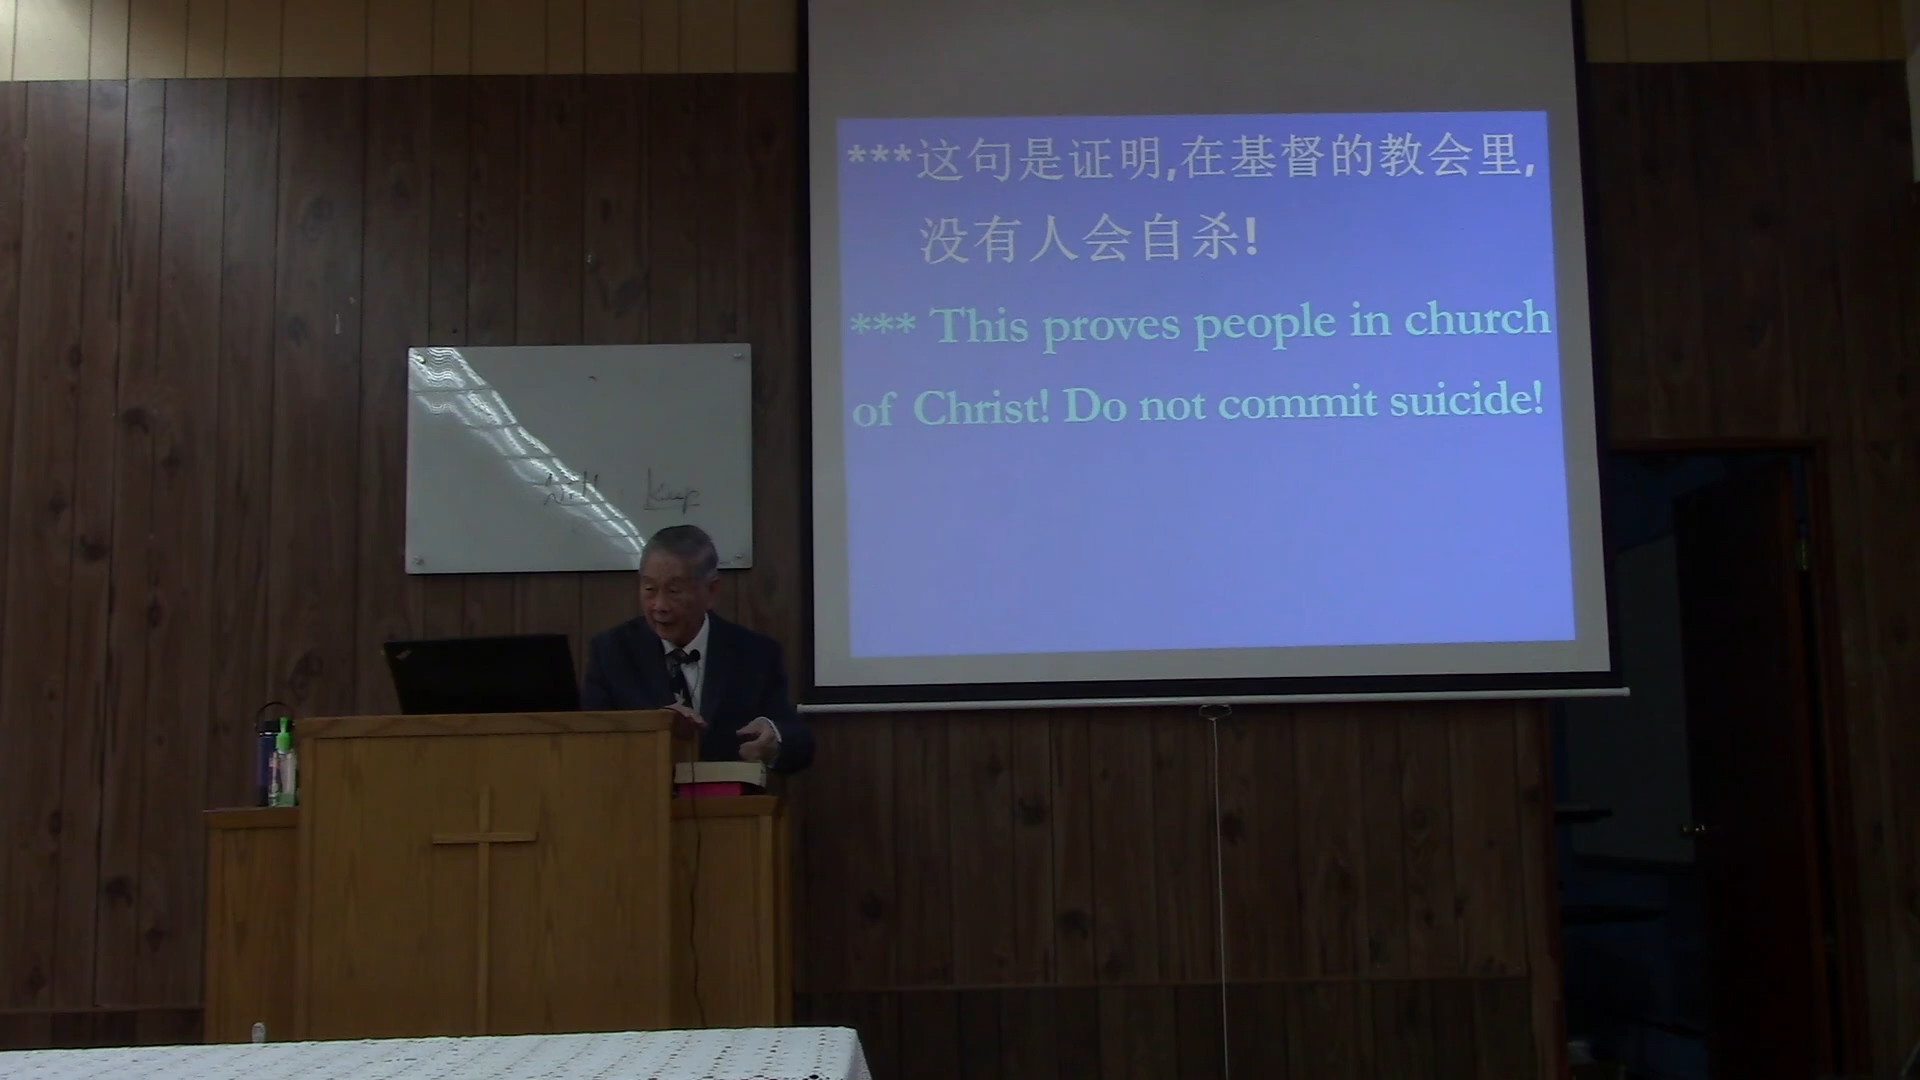 ***这句是证明,在基督的教会里,
没有人会自杀!
*** This proves people in church
of Christ! Do not commit suicide!
Keep